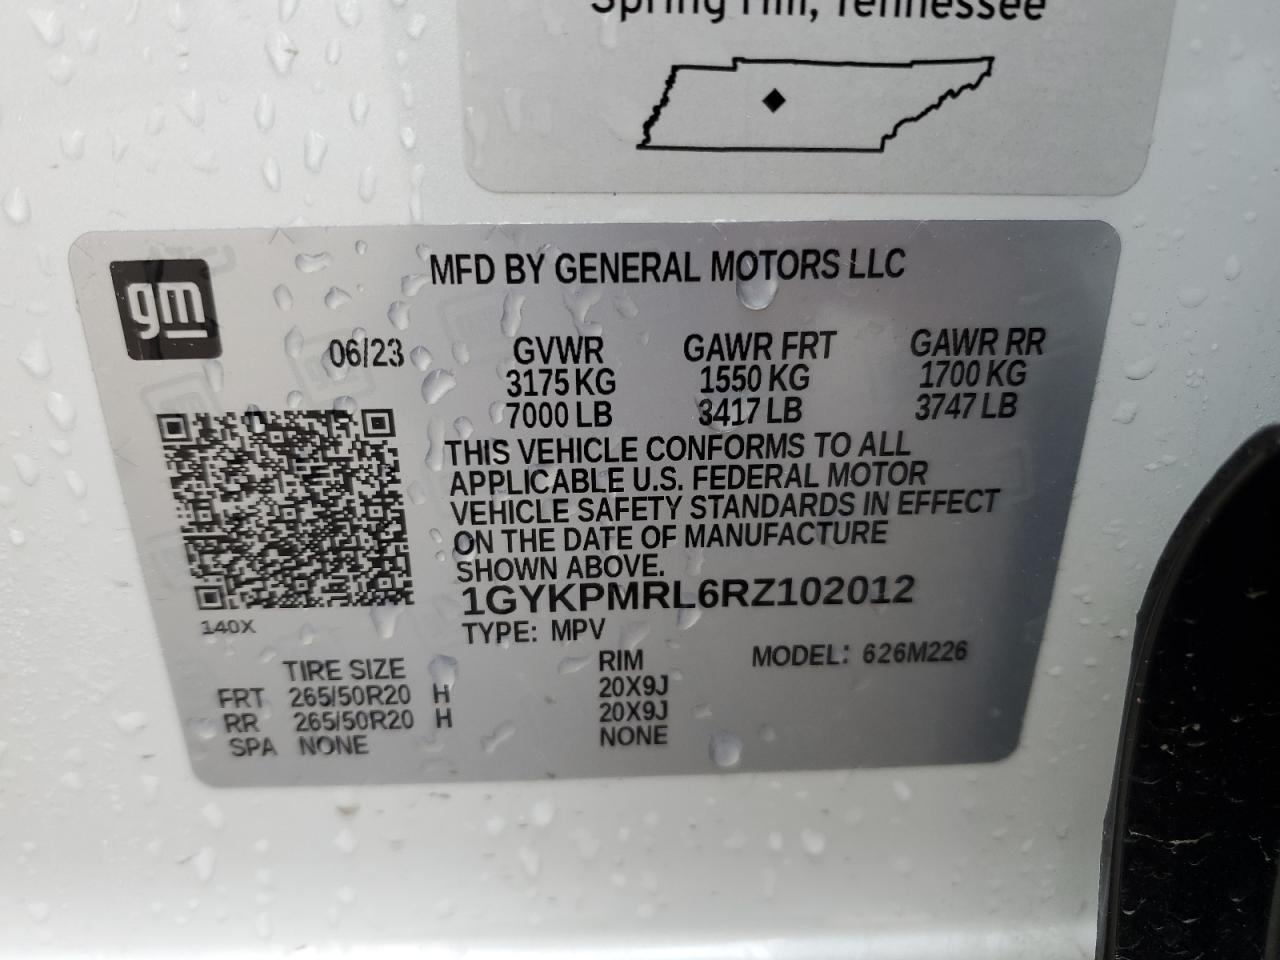 Spring Hill, Tennessee
gm
MFD BY GENERAL MOTORS LLC
06/23 GVWR GAWR FRT GAWR RR
3175 KG 1550 KG 1700 KG
7000 LB 3417 LB 3747 LB
THIS VEHICLE CONFORMS TO ALL
APPLICABLE U.S. FEDERAL MOTOR
VEHICLE SAFETY STANDARDS IN EFFECT
ON THE DATE OF MANUFACTURE
SHOWN ABOVE.
1GYKPMRL6RZ102012
140X
TYPE: MPV
TIRE SIZE RIM MODEL: 626M226
FRT 265/50R20 H 20X9J
RR 265/50R20 H 20X9J
SPA NONE NONE